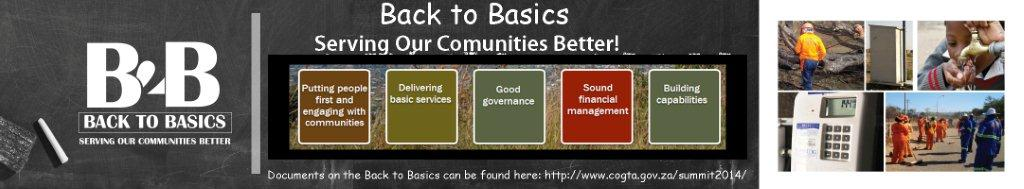 B2B
BACK TO BASICS
SERVING OUR COMMUNITIES BETTER
Back to Basics
Serving Our Comunities Better!
Putting people
first and
engaging with
communities
Delivering
basic services
Good
governance
Sound
financial
management
Building
capabilities
Documents on the Back to Basics can be found here: http://www.cogta.gov.za/summit2014/